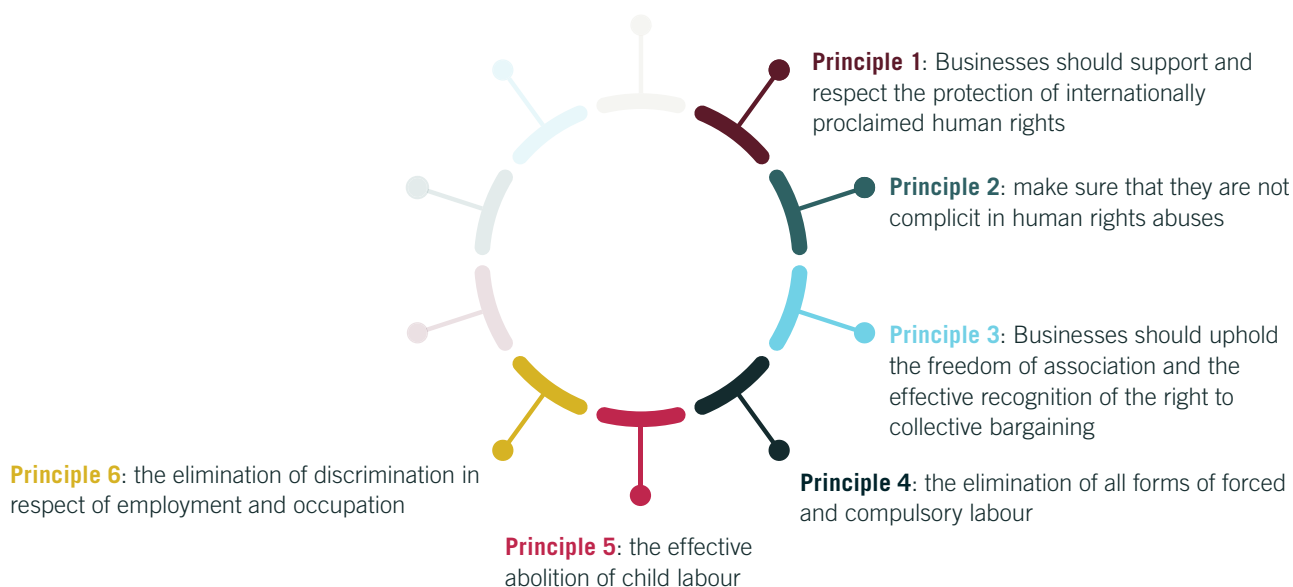 Principle 1: Businesses should support and
respect the protection of internationally
proclaimed human rights
Principle 2: make sure that they are not
complicit in human rights abuses
Principle 3: Businesses should uphold
the freedom of association and the
effective recognition of the right to
collective bargaining
Principle 4: the elimination of all forms of forced
and compulsory labour
Principle 5: the effective
abolition of child labour
Principle 6: the elimination of discrimination in
respect of employment and occupation